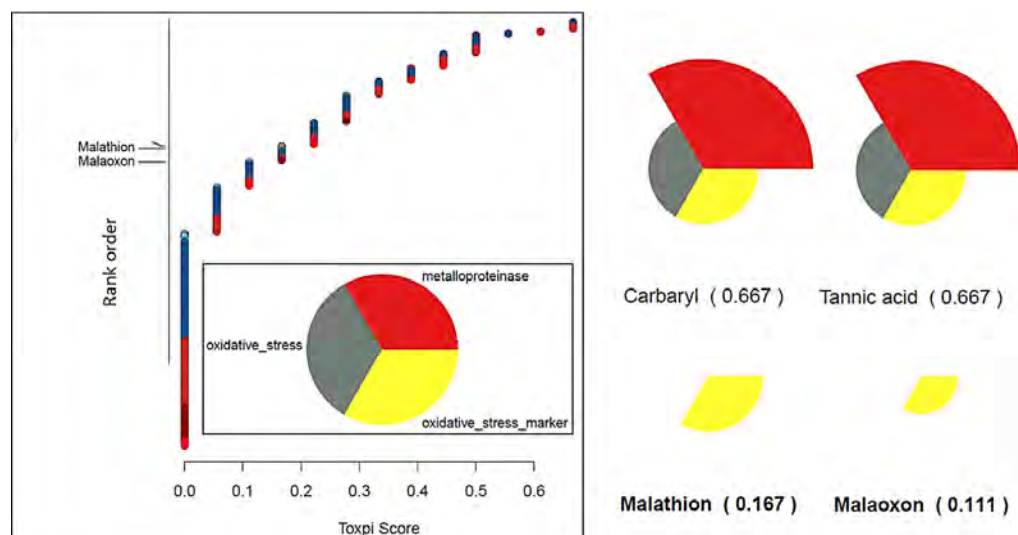 Malathion
Malaoxon
Rank order
metalloproteinase
oxidative_stress
oxidative_stress_marker
0.0 0.1 0.2 0.3 0.4 0.5 0.6
Toxpi Score
Carbaryl ( 0.667 ) Tannic acid ( 0.667 )
Malathion ( 0.167 ) Malaoxon ( 0.111 )